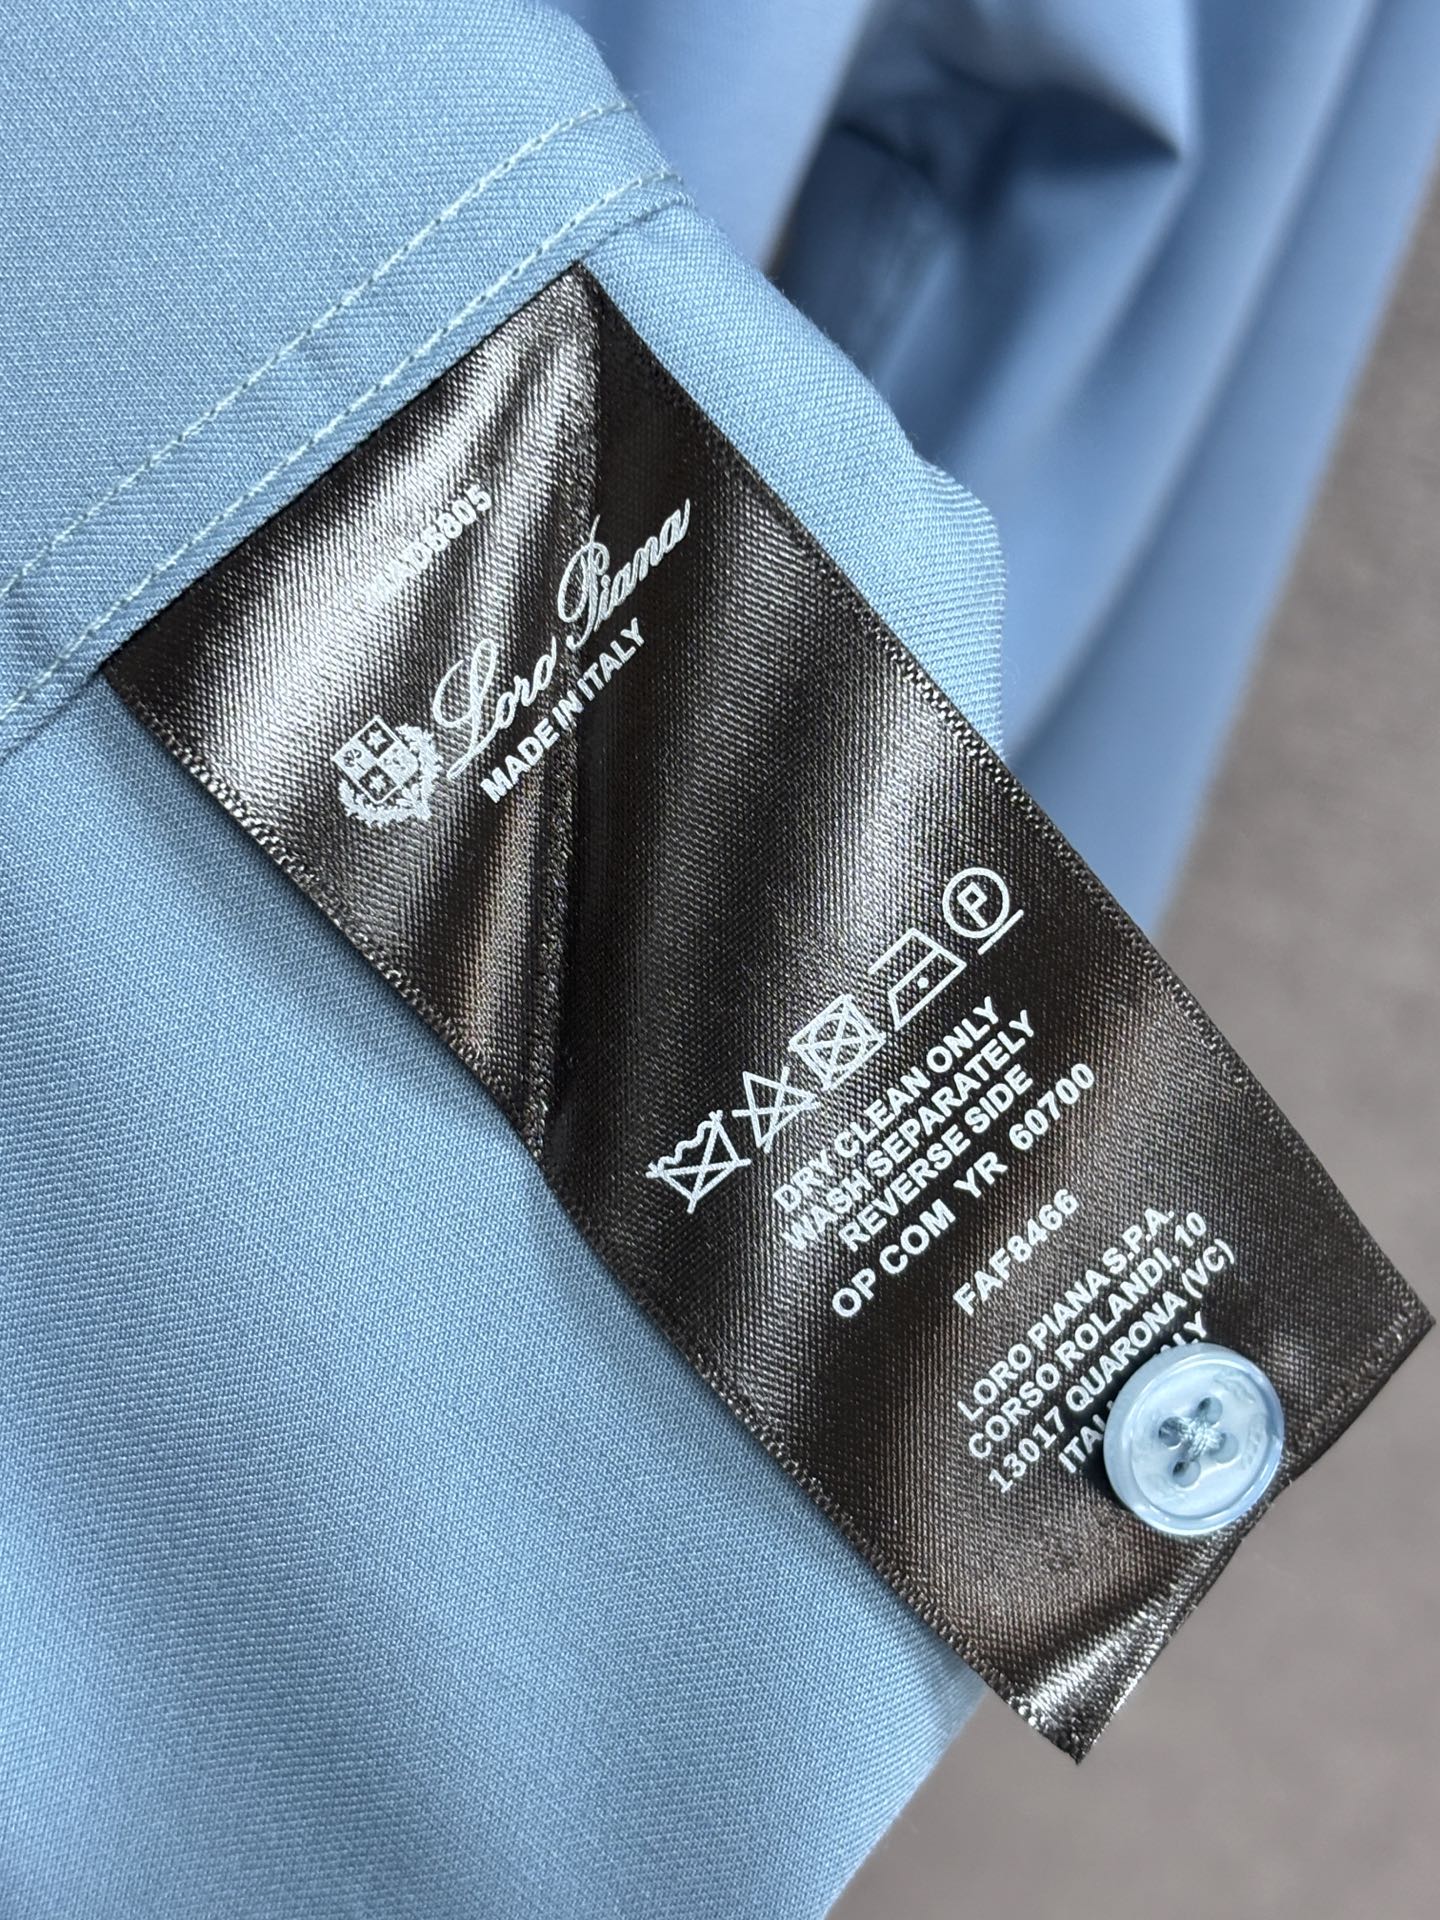 Loro Piana
MADE IN ITALY
P
DRY CLEAN ONLY
WASH SEPARATELY
REVERSE SIDE
OP COM YR 60700
FAF8466
LORO PIANA S.P.A.
CORSO ROLANDI, 10
13017 QUARONA (VC)